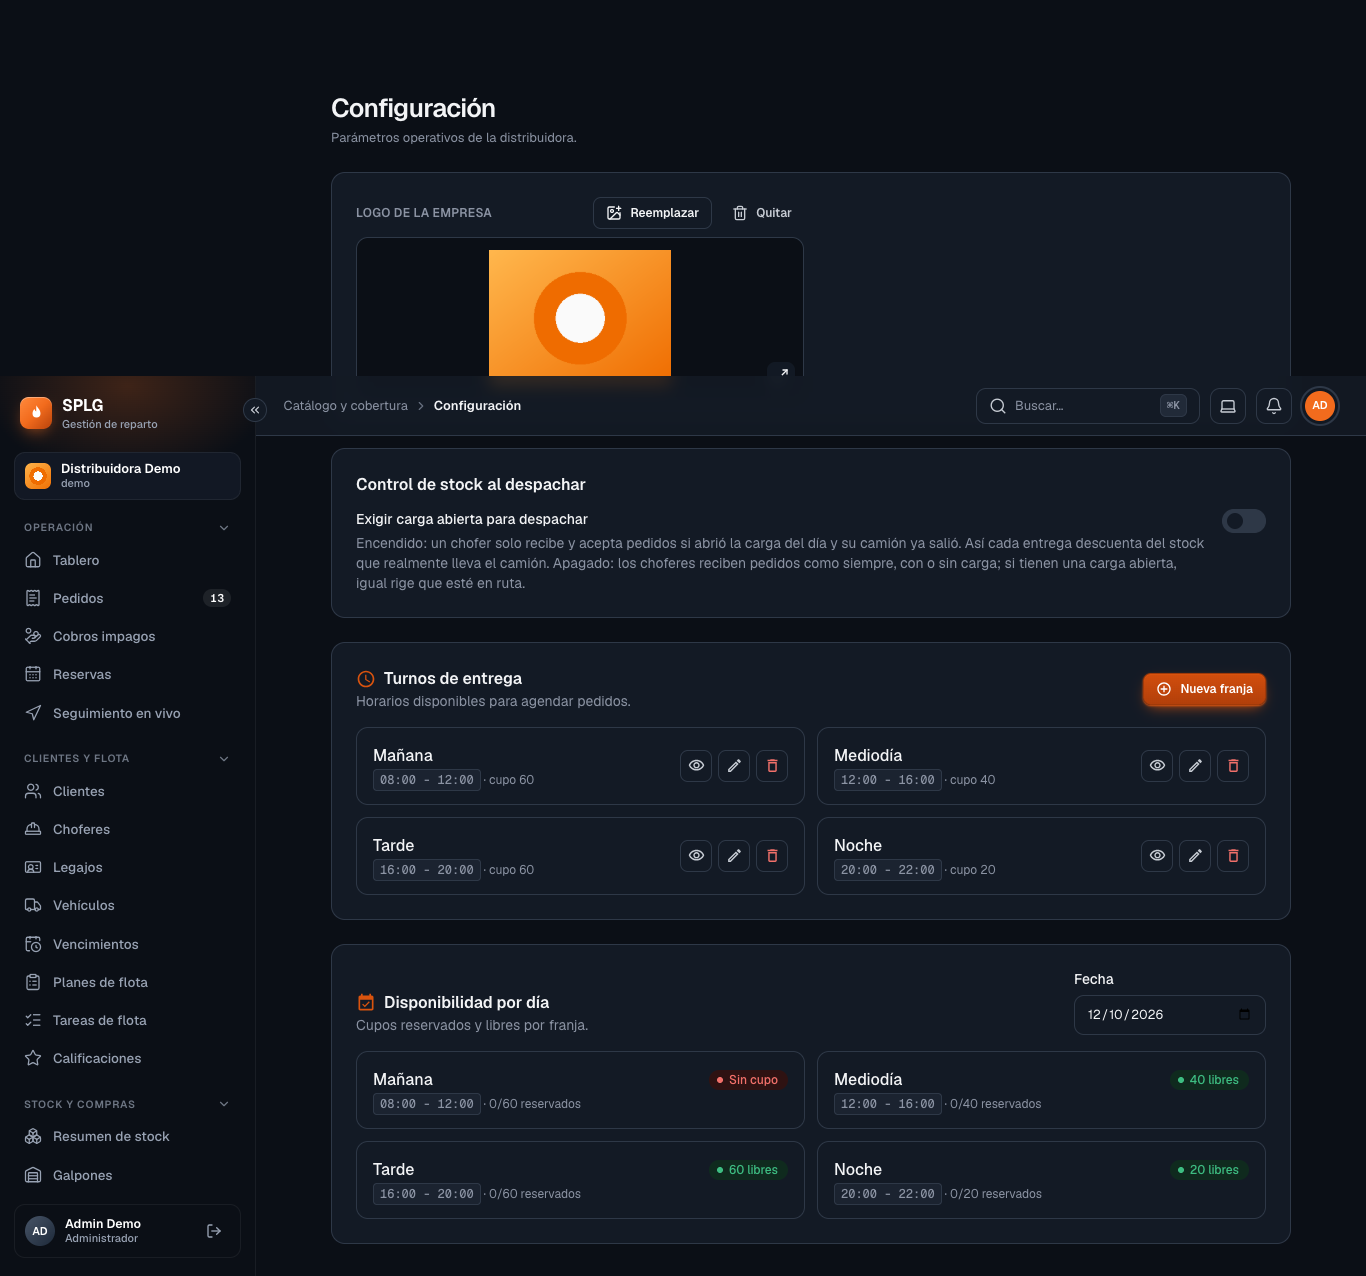 Configuración
Parámetros operativos de la distribuidora.
LOGO DE LA EMPRESA
Reemplazar
Quitar
SPLG
Gestión de reparto
Catálogo y cobertura
Configuración
Buscar...
⌘K
AD
Distribuidora Demo
demo
OPERACIÓN
Tablero
Pedidos
13
Cobros impagos
Reservas
Seguimiento en vivo
CLIENTES Y FLOTA
Clientes
Choferes
Legajos
Vehículos
Vencimientos
Planes de flota
Tareas de flota
Calificaciones
STOCK Y COMPRAS
Resumen de stock
Galpones
AD
Admin Demo
Administrador
Control de stock al despachar
Exigir carga abierta para despachar
Encendido: un chofer solo recibe y acepta pedidos si abrió la carga del día y su camión ya salió. Así cada entrega descuenta del stock
que realmente lleva el camión. Apagado: los choferes reciben pedidos como siempre, con o sin carga; si tienen una carga abierta,
igual rige que esté en ruta.
Turnos de entrega
Horarios disponibles para agendar pedidos.
Nueva franja
Mañana
08:00 - 12:00 · cupo 60
Mediodía
12:00 - 16:00 · cupo 40
Tarde
16:00 - 20:00 · cupo 60
Noche
20:00 - 22:00 · cupo 20
Disponibilidad por día
Cupos reservados y libres por franja.
Fecha
12/10/2026
Mañana
Sin cupo
08:00 - 12:00 · 0/60 reservados
Mediodía
40 libres
12:00 - 16:00 · 0/40 reservados
Tarde
60 libres
16:00 - 20:00 · 0/60 reservados
Noche
20 libres
20:00 - 22:00 · 0/20 reservados